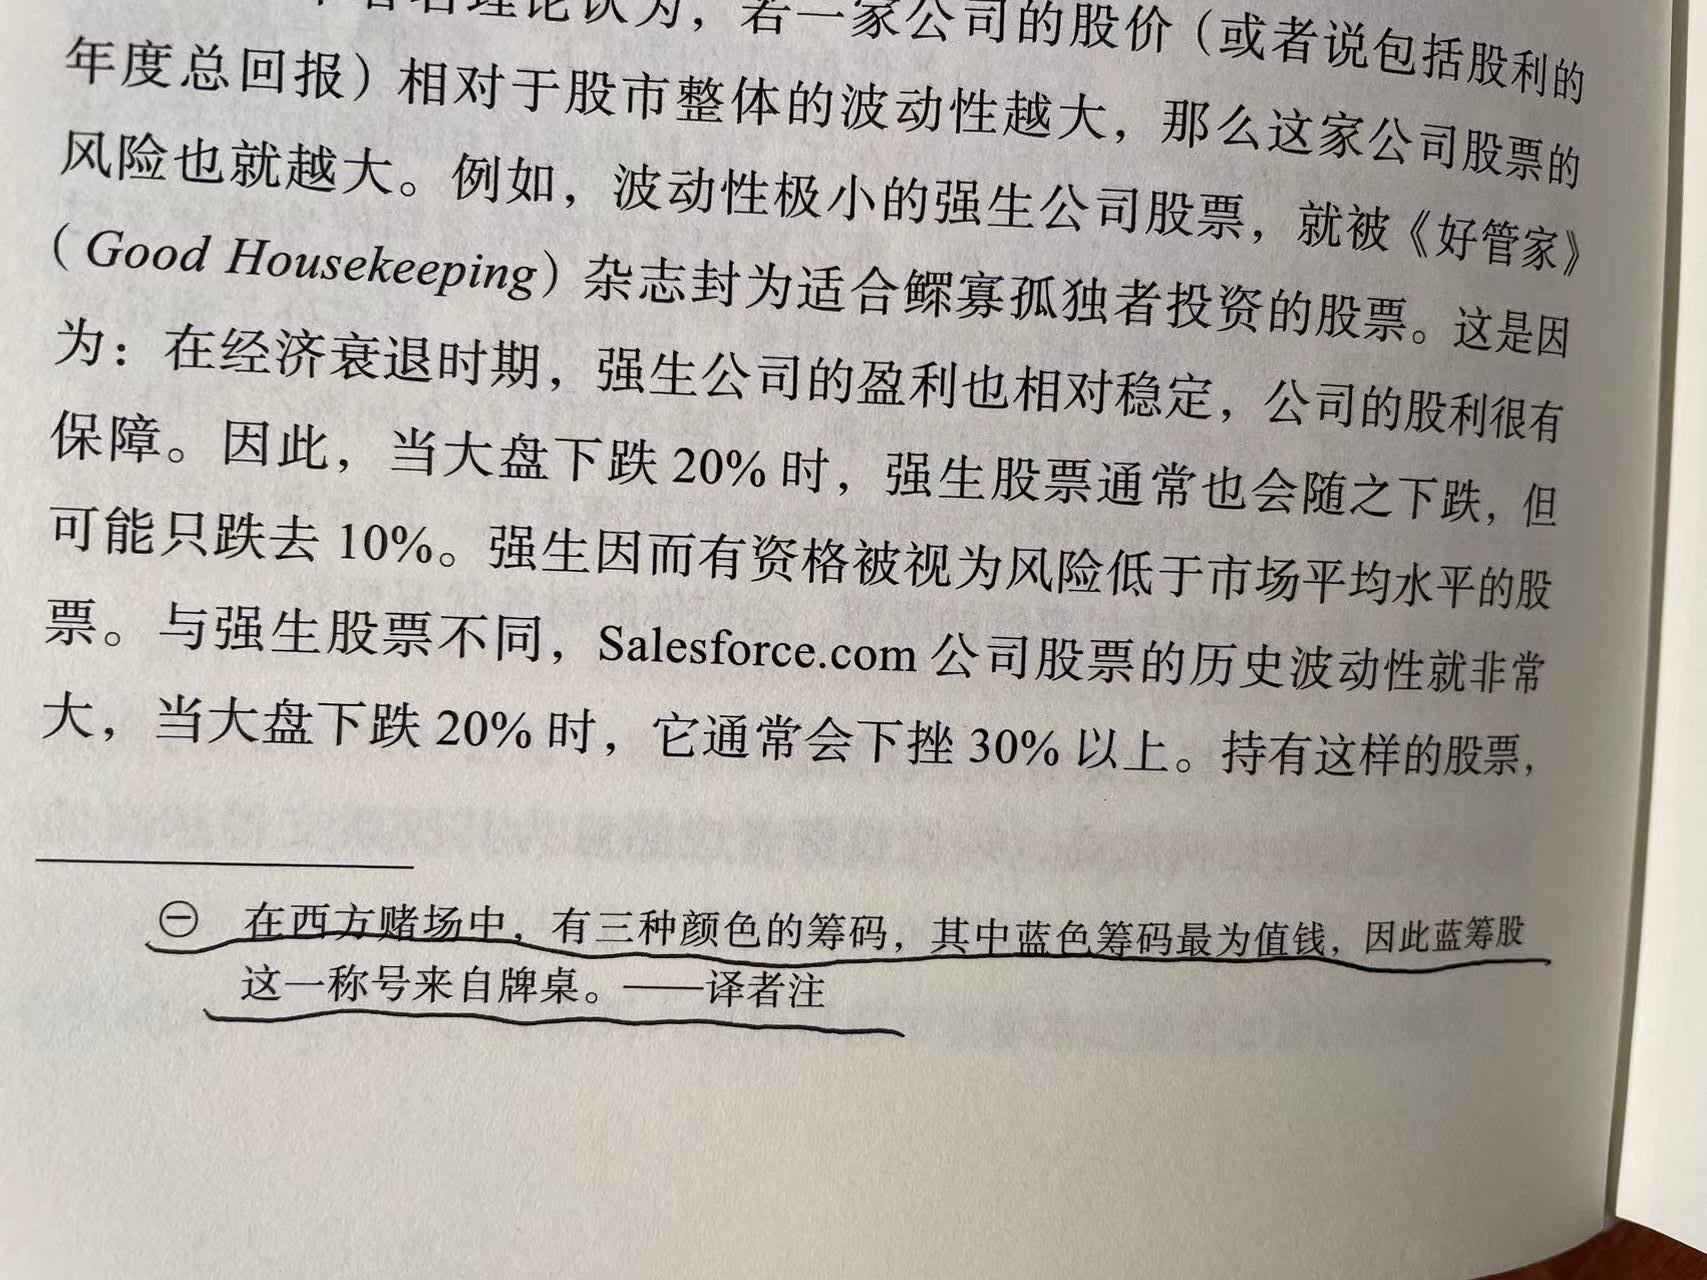 理论认为，若一家公司的股价（或者说包括股利的
年度总回报）相对于股市整体的波动性越大，那么这家公司股票的
风险也就越大。例如，波动性极小的强生公司股票，就被《好管家》
（Good Housekeeping）杂志封为适合鳏寡孤独者投资的股票。这是因
为：在经济衰退时期，强生公司的盈利也相对稳定，公司的股利很有
保障。因此，当大盘下跌 20% 时，强生股票通常也会随之下跌，但
可能只跌去 10%。强生因而有资格被视为风险低于市场平均水平的股
票。与强生股票不同，Salesforce.com 公司股票的历史波动性就非常
大，当大盘下跌 20% 时，它通常会下挫 30% 以上。持有这样的股票，
㊀ 在西方赌场中，有三种颜色的筹码，其中蓝色筹码最为值钱，因此蓝筹股
这一称号来自牌桌。——译者注